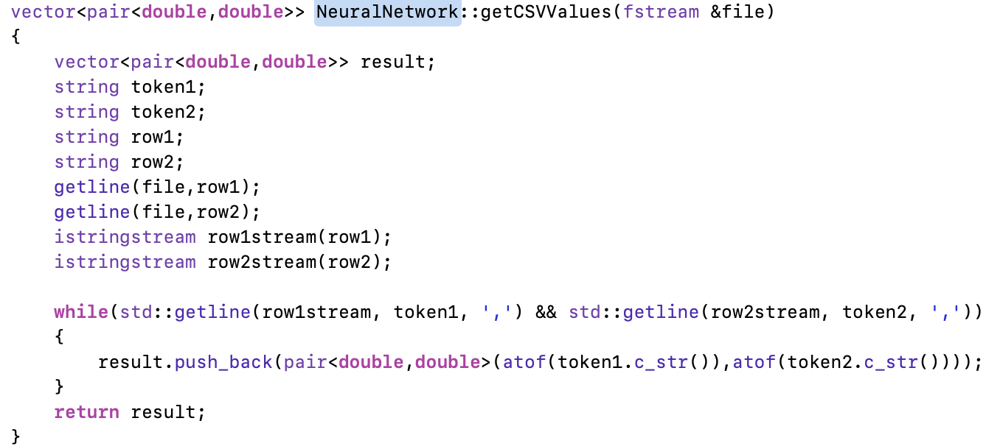 vector<pair<double,double>> NeuralNetwork::getCSVValues(fstream &file)
{
    vector<pair<double,double>> result;
    string token1;
    string token2;
    string row1;
    string row2;
    getline(file,row1);
    getline(file,row2);
    istringstream row1stream(row1);
    istringstream row2stream(row2);

    while(std::getline(row1stream, token1, ',') && std::getline(row2stream, token2, ','))
    {
        result.push_back(pair<double,double>(atof(token1.c_str()),atof(token2.c_str())));
    }
    return result;
}